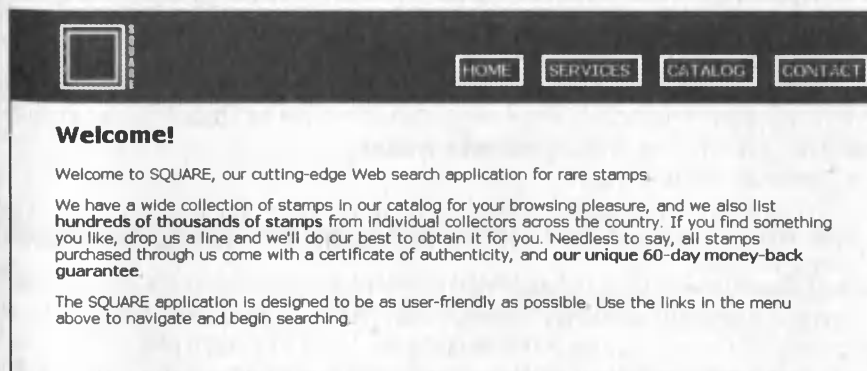 SQUARE
HOME SERVICES CATALOG CONTACT
Welcome!
Welcome to SQUARE, our cutting-edge Web search application for rare stamps.
We have a wide collection of stamps in our catalog for your browsing pleasure, and we also list
hundreds of thousands of stamps from individual collectors across the country. If you find something
you like, drop us a line and we'll do our best to obtain it for you. Needless to say, all stamps
purchased through us come with a certificate of authenticity, and our unique 60-day money-back
guarantee.
The SQUARE application is designed to be as user-friendly as possible. Use the links in the menu
above to navigate and begin searching.